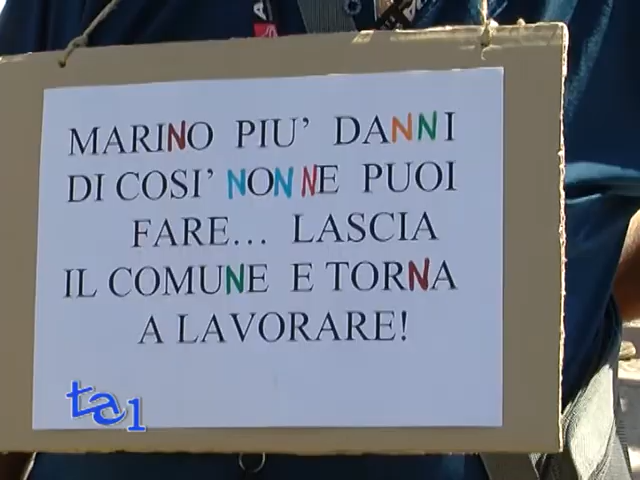 MARINO PIU' DANNI
DI COSI' NON NE PUOI
FARE... LASCIA
IL COMUNE E TORNA
A LAVORARE!
ta1